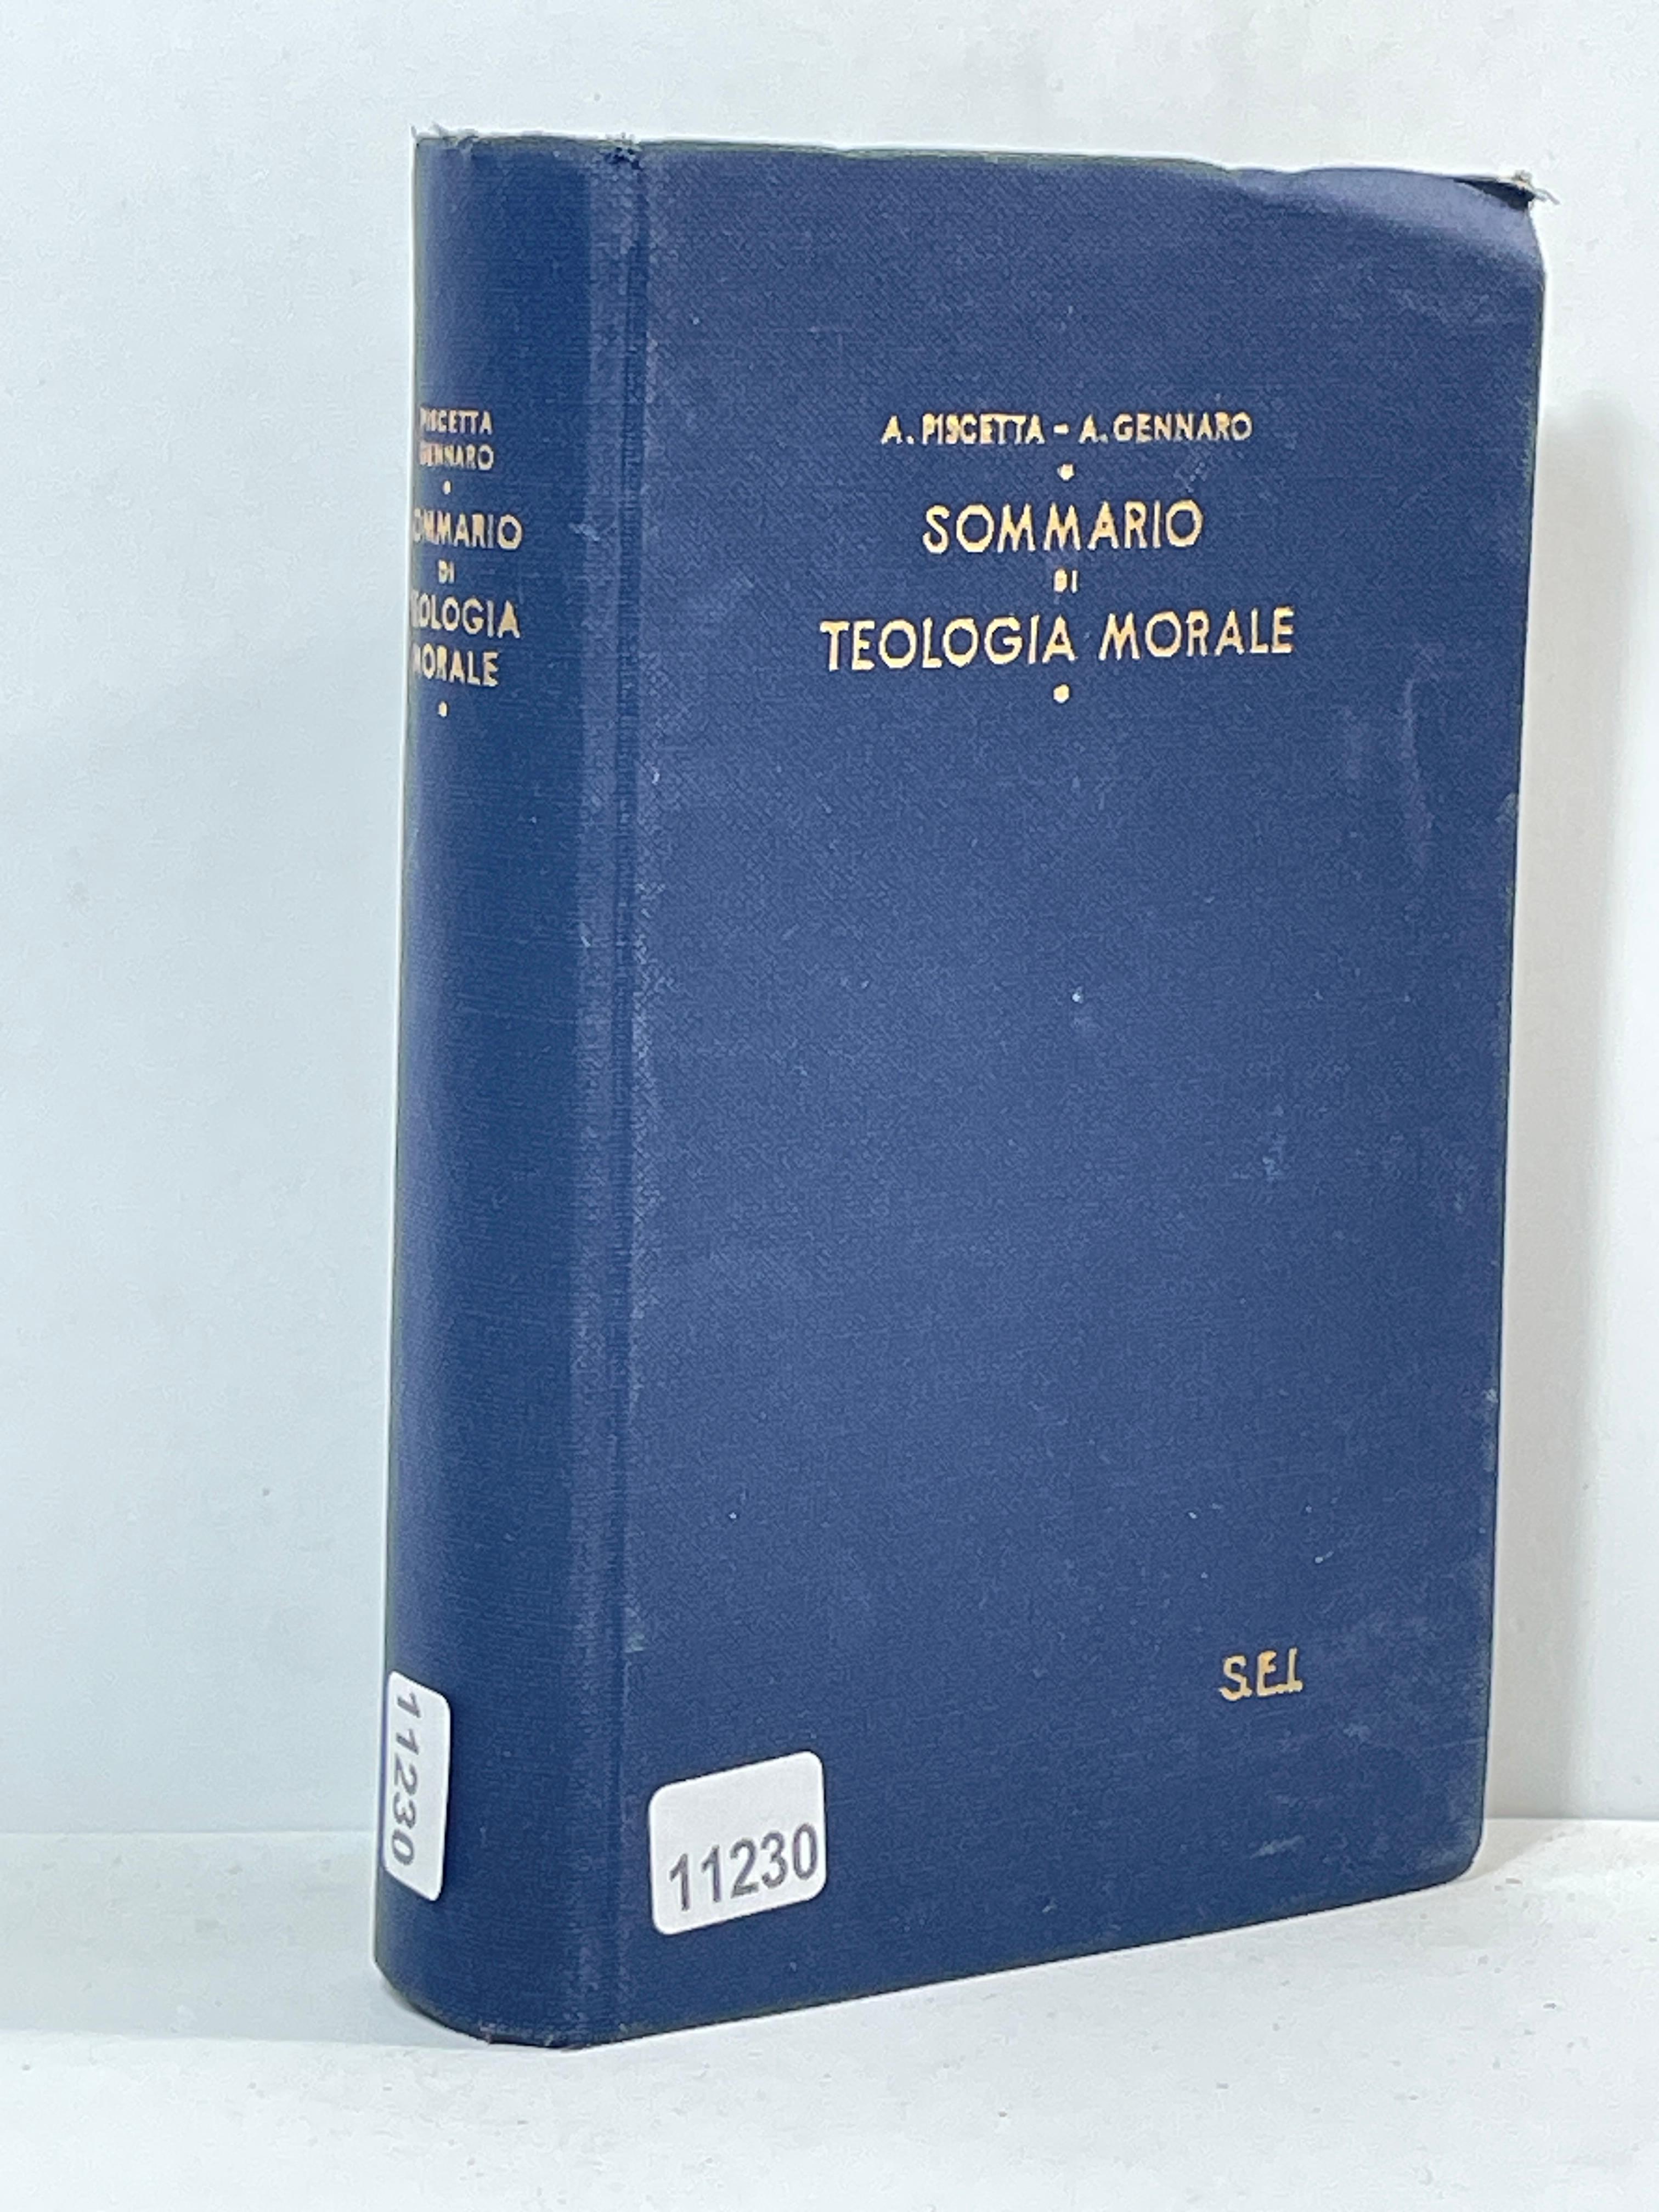 PISCETTA
GENNARO
SOMMARIO
DI
TEOLOGIA
MORALE
11230
A. PISCETTA - A. GENNARO
SOMMARIO
DI
TEOLOGIA MORALE
S.E.I.
11230